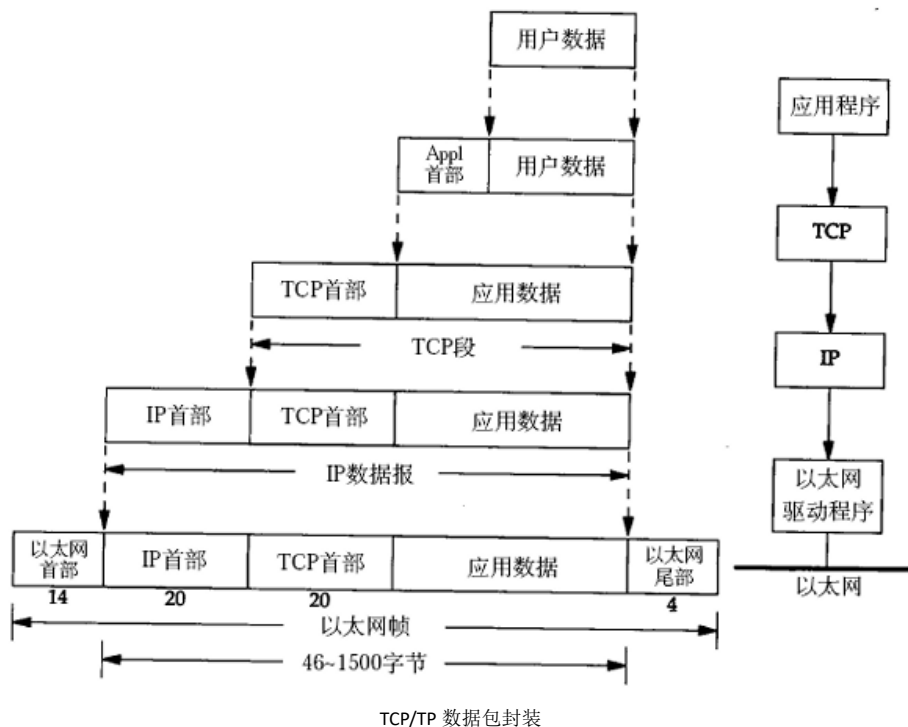 用户数据
Appl
首部
用户数据
TCP首部
应用数据
TCP段
IP首部
TCP首部
应用数据
IP数据报
以太网
首部
IP首部
TCP首部
应用数据
以太网
尾部
14
20
20
4
以太网帧
46~1500字节
应用程序
TCP
IP
以太网
驱动程序
以太网
TCP/TP 数据包封装